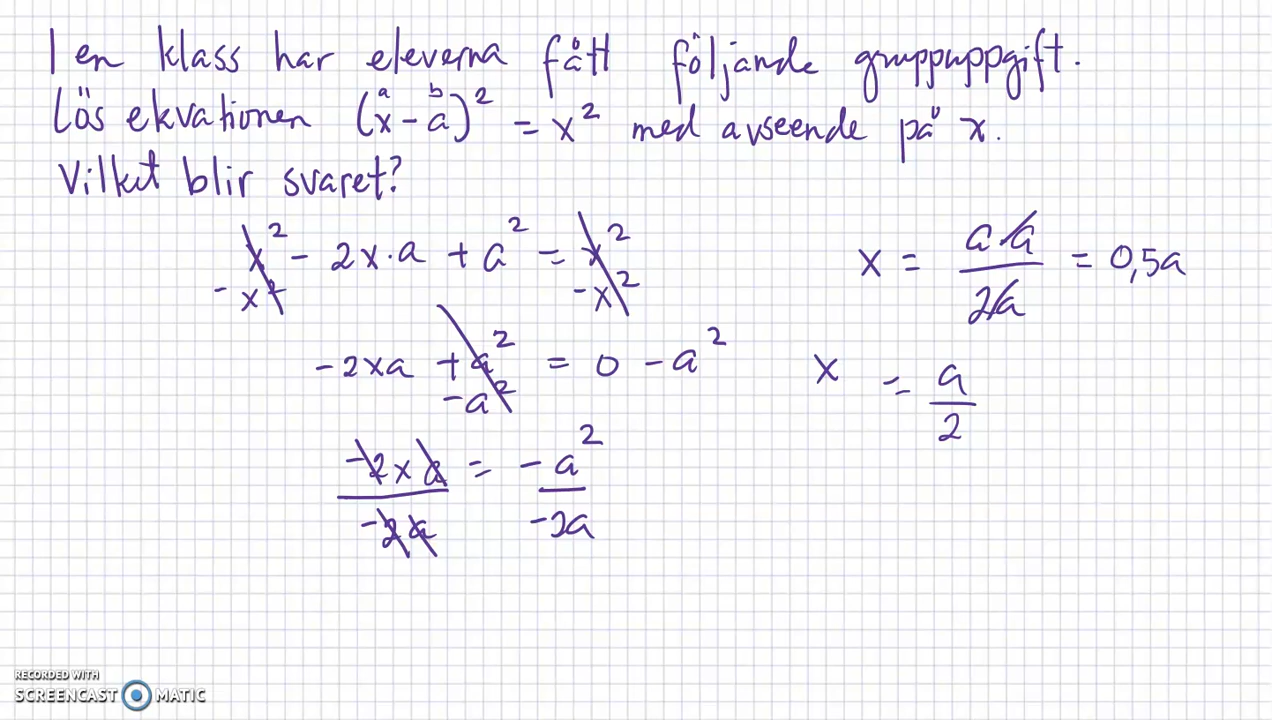 I en klass har eleverna fått följande gruppuppgift.
a b
Lös ekvationen (x - a)² = x² med avseende på x.
Vilket blir svaret?
x² - 2x·a + a² = x²
-x² -x²
-2xa + a² = 0 - a²
-a²
-2xa / -2a = -a² / -2a
x = a·a / 2a = 0,5a
x = a / 2
RECORDED WITH
SCREENCAST MATIC